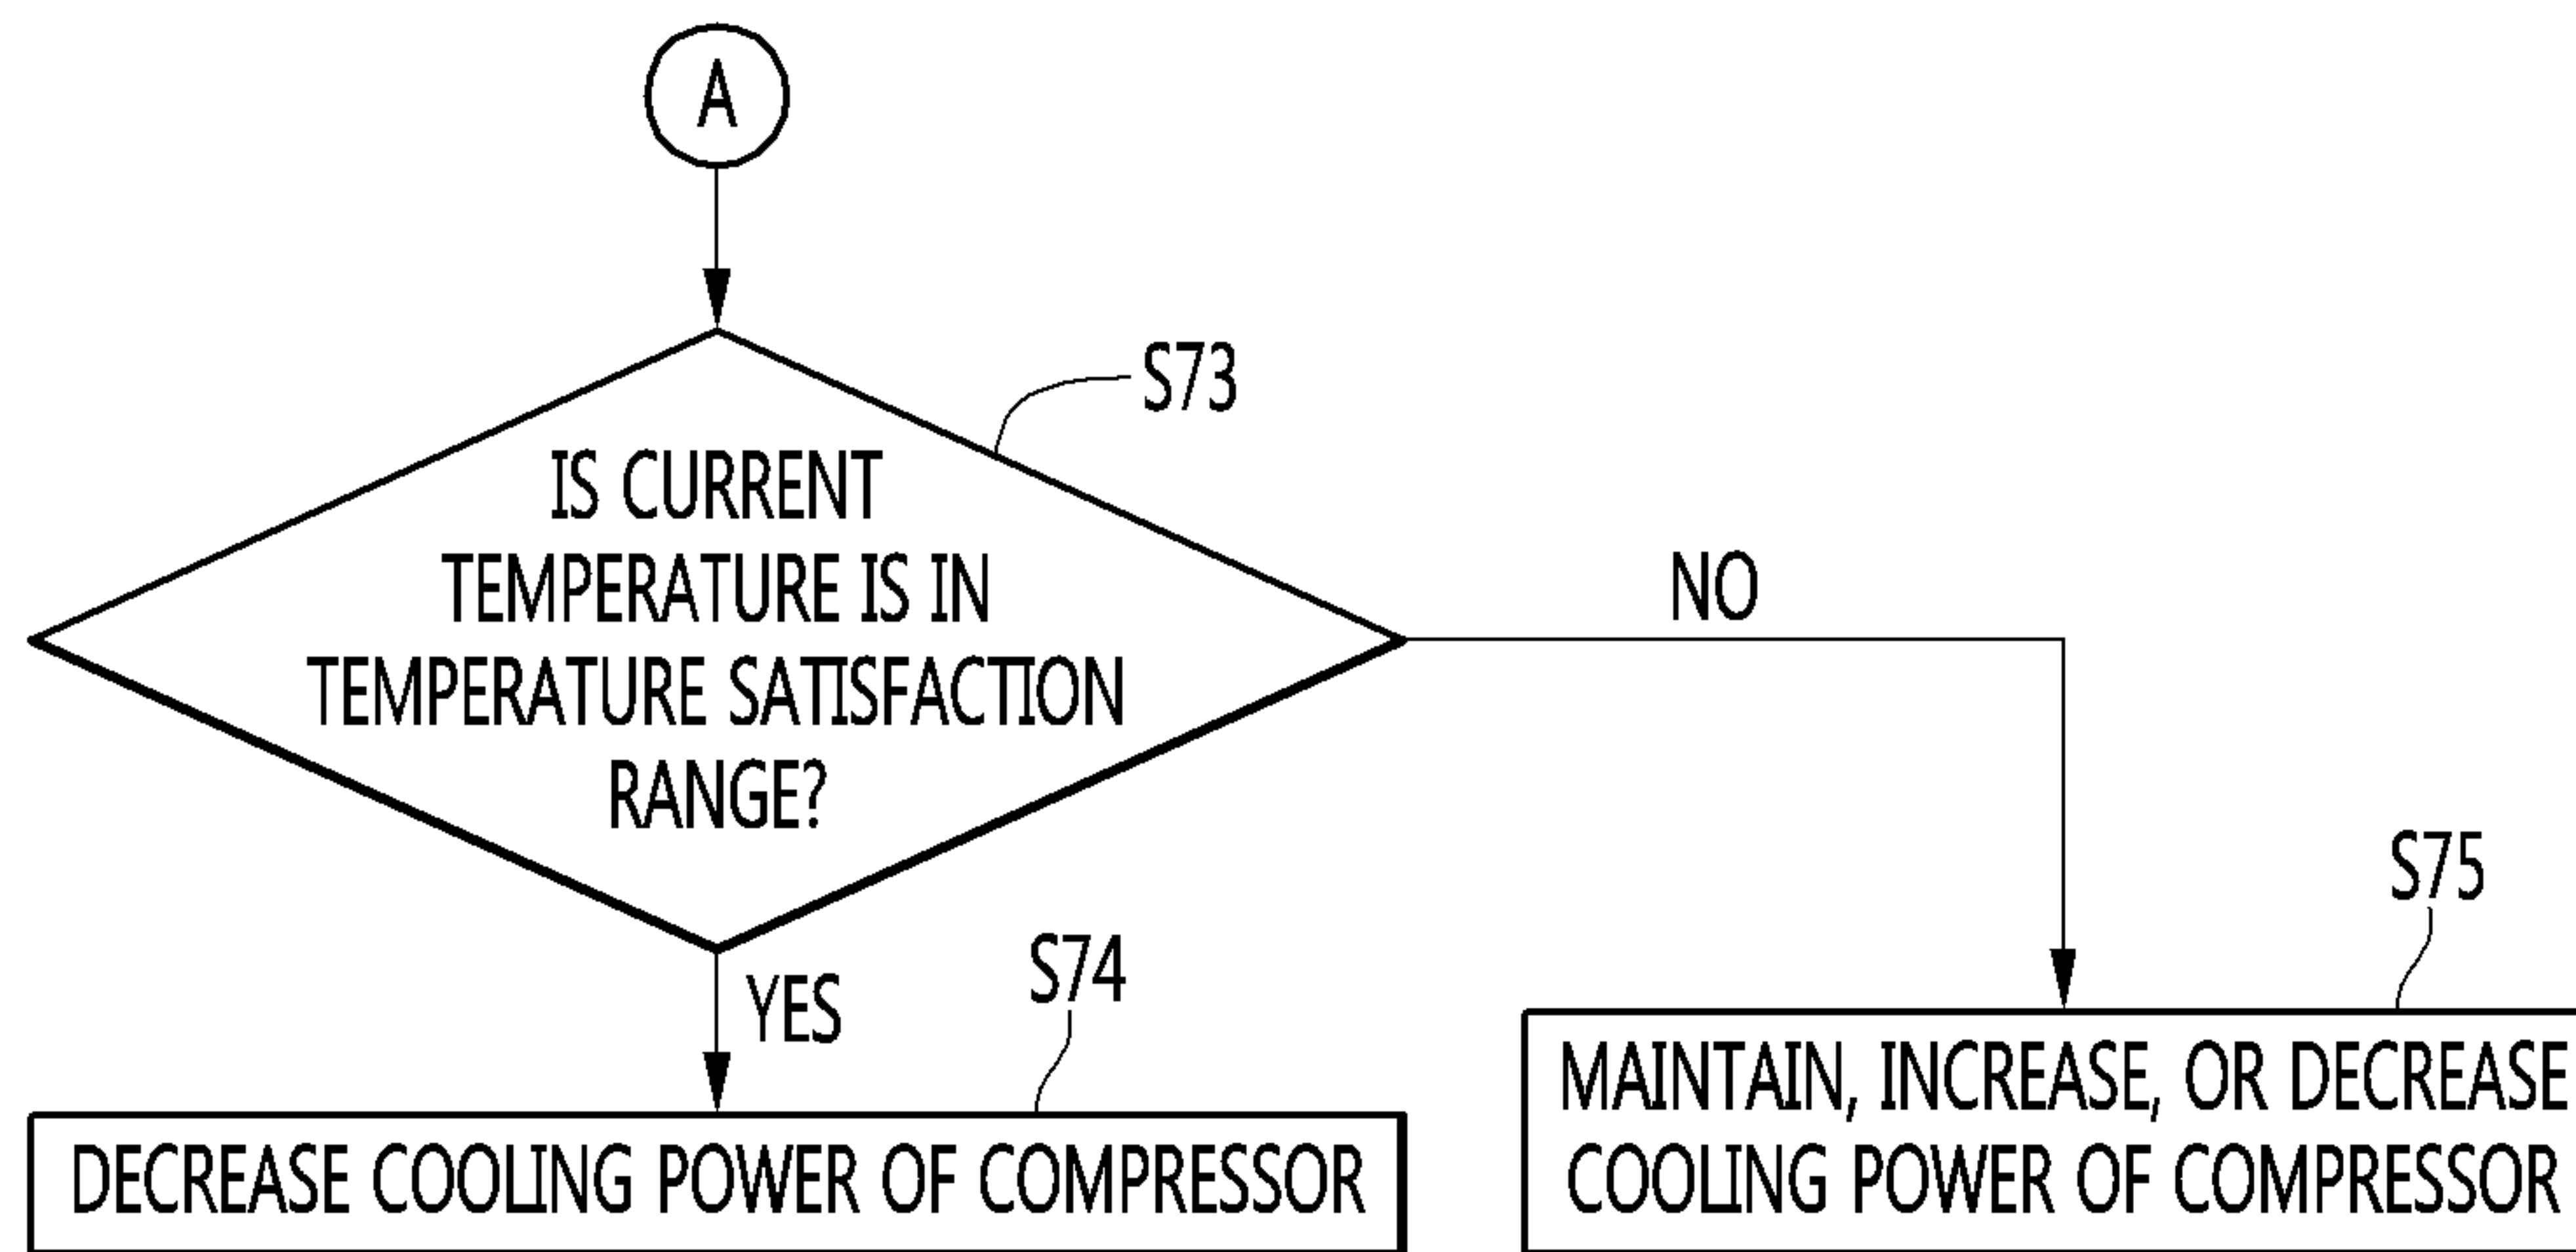 A
S73
IS CURRENT
TEMPERATURE IS IN
TEMPERATURE SATISFACTION
RANGE?
NO
YES
S74
S75
DECREASE COOLING POWER OF COMPRESSOR
MAINTAIN, INCREASE, OR DECREASE
COOLING POWER OF COMPRESSOR